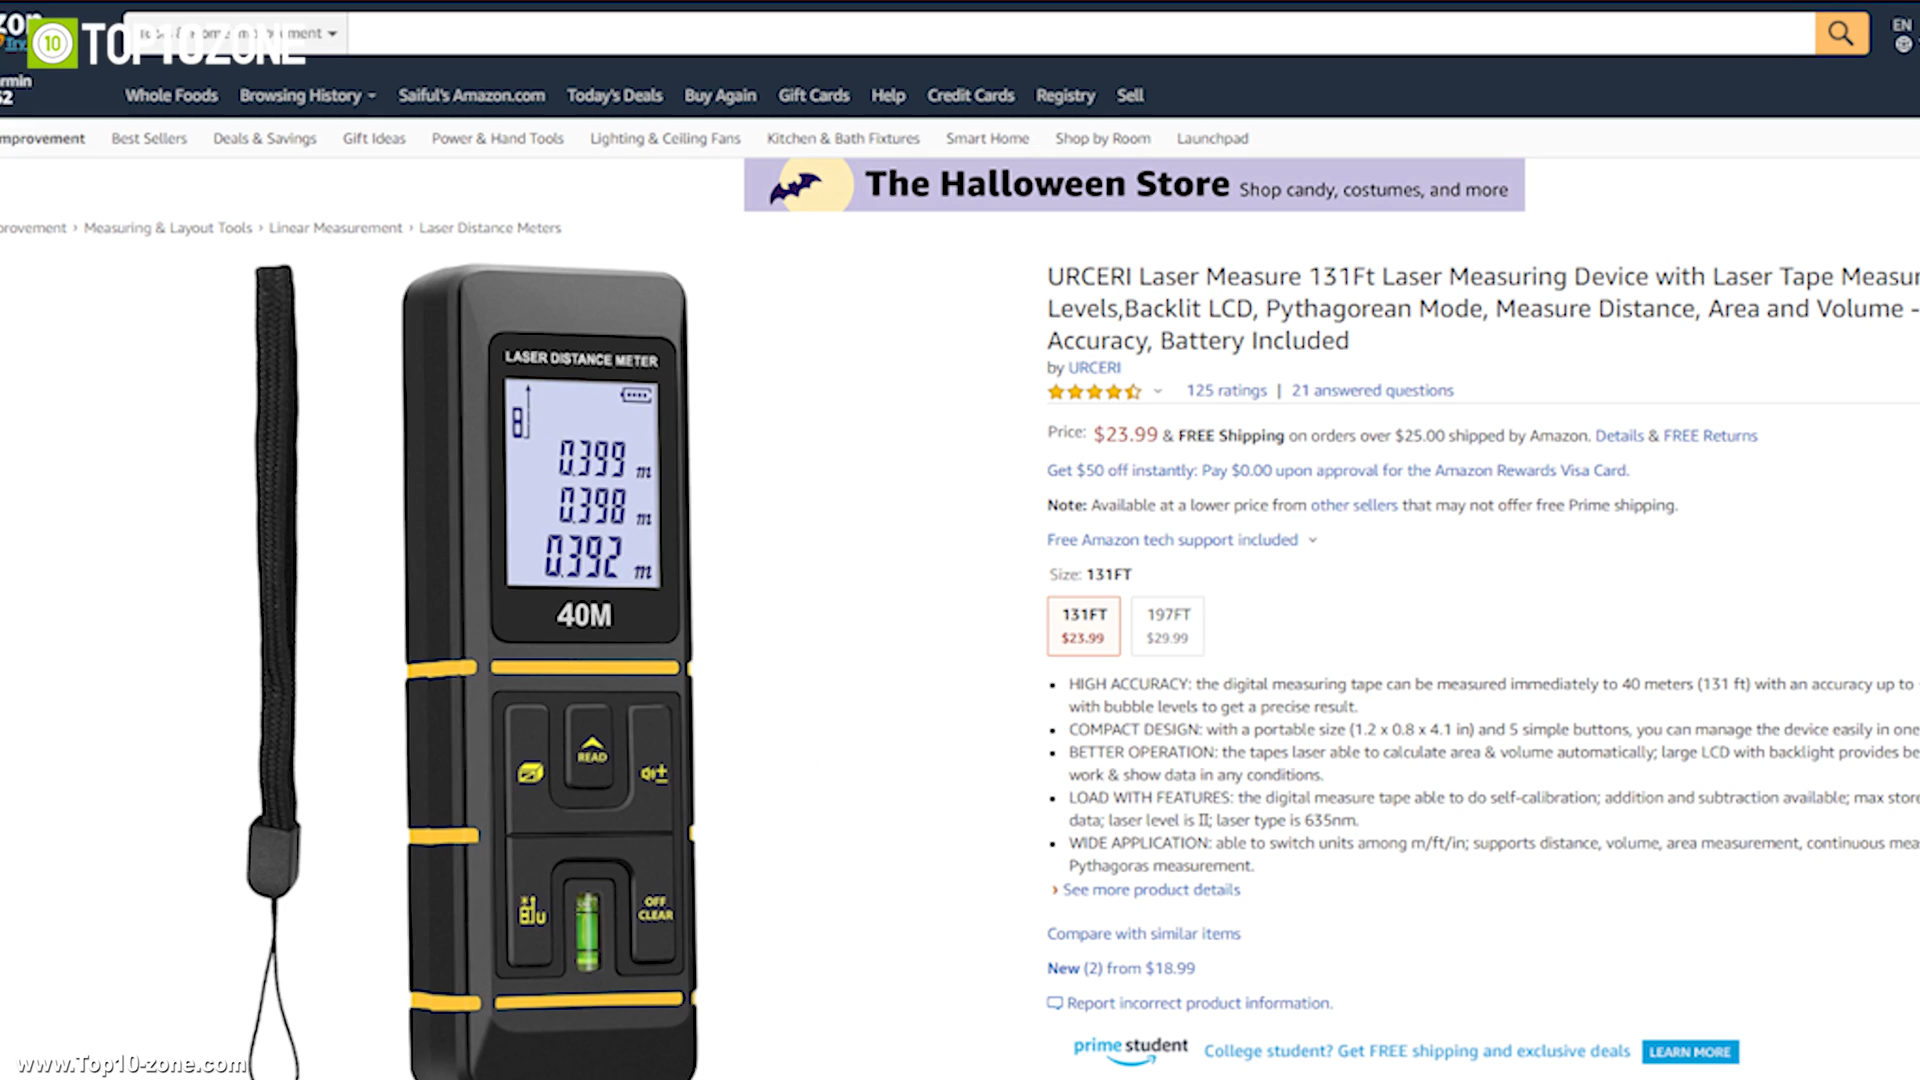 zon
TOP10ZONE
10
Try
EN
rmin
52
Whole Foods Browsing History Saiful's Amazon.com Today's Deals Buy Again Gift Cards Help Credit Cards Registry Sell
mprovement Best Sellers Deals & Savings Gift Ideas Power & Hand Tools Lighting & Ceiling Fans Kitchen & Bath Fixtures Smart Home Shop by Room Launchpad
The Halloween Store Shop candy, costumes, and more
provement › Measuring & Layout Tools › Linear Measurement › Laser Distance Meters
URCERI Laser Measure 131Ft Laser Measuring Device with Laser Tape Measur
Levels,Backlit LCD, Pythagorean Mode, Measure Distance, Area and Volume -
Accuracy, Battery Included
by URCERI
125 ratings | 21 answered questions
Price: $23.99 & FREE Shipping on orders over $25.00 shipped by Amazon. Details & FREE Returns
Get $50 off instantly: Pay $0.00 upon approval for the Amazon Rewards Visa Card.
Note: Available at a lower price from other sellers that may not offer free Prime shipping.
Free Amazon tech support included
Size: 131FT
131FT 197FT
$23.99 $29.99
• HIGH ACCURACY: the digital measuring tape can be measured immediately to 40 meters (131 ft) with an accuracy up to
with bubble levels to get a precise result.
• COMPACT DESIGN: with a portable size (1.2 x 0.8 x 4.1 in) and 5 simple buttons, you can manage the device easily in one
• BETTER OPERATION: the tapes laser able to calculate area & volume automatically; large LCD with backlight provides be
work & show data in any conditions.
• LOAD WITH FEATURES: the digital measure tape able to do self-calibration; addition and subtraction available; max store
data; laser level is II; laser type is 635nm.
• WIDE APPLICATION: able to switch units among m/ft/in; supports distance, volume, area measurement, continuous mea
Pythagoras measurement.
› See more product details
Compare with similar items
New (2) from $18.99
Report incorrect product information.
prime student College student? Get FREE shipping and exclusive deals LEARN MORE
LASER DISTANCE METER
0.399 m
0.398 m
0.392 m
40M
READ
OFF
CLEAR
www.Top10-zone.com